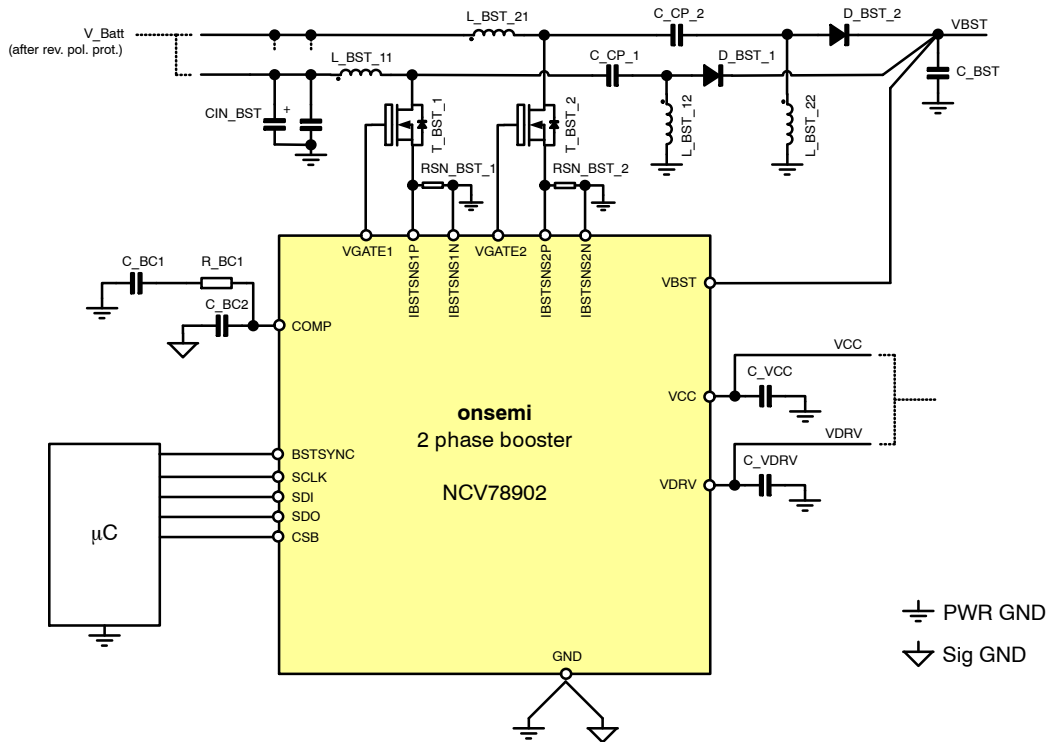 L_BST_21
C_CP_2
D_BST_2
V_Batt
VBST
(after rev. pol. prot.)
L_BST_11
C_CP_1
D_BST_1
C_BST
CIN_BST
+
T_BST_1
T_BST_2
L_BST_12
L_BST_22
RSN_BST_1
RSN_BST_2
VGATE1
IBSTSNS1P
IBSTSNS1N
VGATE2
IBSTSNS2P
IBSTSNS2N
C_BC1
R_BC1
VBST
C_BC2
COMP
VCC
C_VCC
VCC
onsemi
2 phase booster
VDRV
BSTSYNC
C_VDRV
SCLK
NCV78902
VDRV
SDI
SDO
μC
CSB
PWR GND
Sig GND
GND